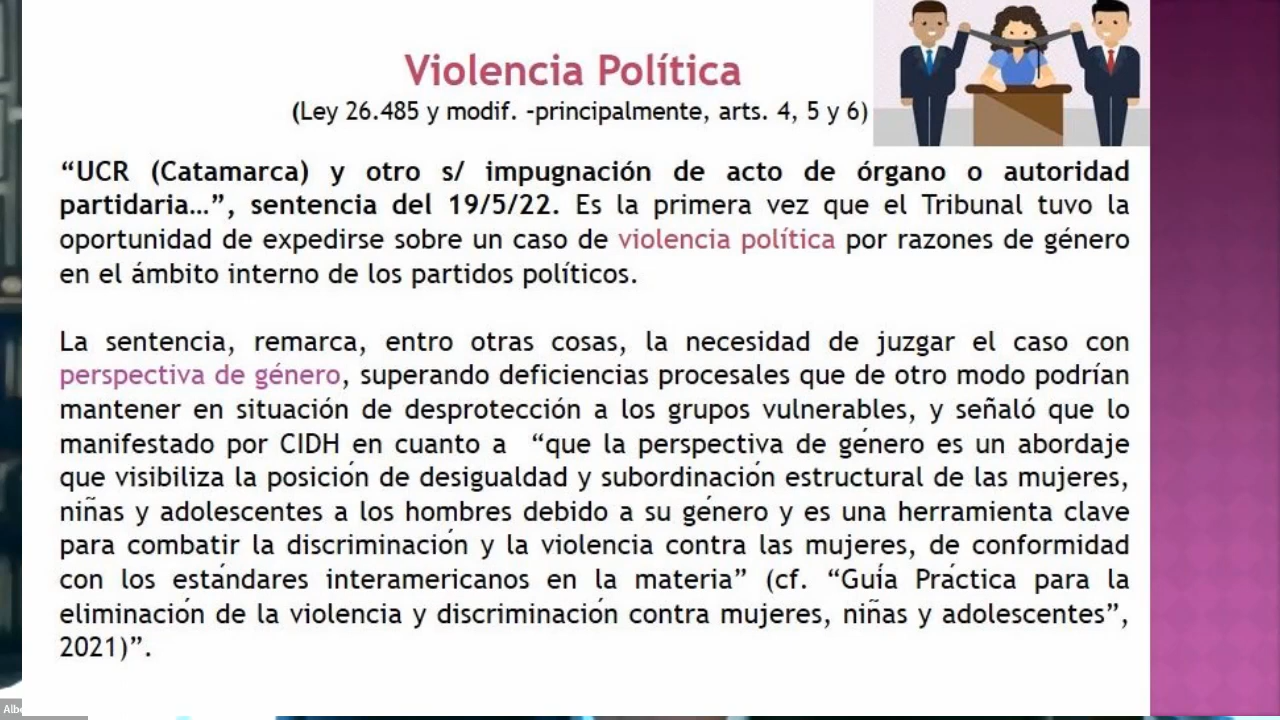 Violencia Política
(Ley 26.485 y modif. -principalmente, arts. 4, 5 y 6)
“UCR (Catamarca) y otro s/ impugnación de acto de órgano o autoridad
partidaria…”, sentencia del 19/5/22. Es la primera vez que el Tribunal tuvo la
oportunidad de expedirse sobre un caso de violencia política por razones de género
en el ámbito interno de los partidos políticos.
La sentencia, remarca, entro otras cosas, la necesidad de juzgar el caso con
perspectiva de género, superando deficiencias procesales que de otro modo podrían
mantener en situación de desprotección a los grupos vulnerables, y señaló que lo
manifestado por CIDH en cuanto a “que la perspectiva de género es un abordaje
que visibiliza la posición de desigualdad y subordinación estructural de las mujeres,
niñas y adolescentes a los hombres debido a su género y es una herramienta clave
para combatir la discriminación y la violencia contra las mujeres, de conformidad
con los estándares interamericanos en la materia” (cf. “Guía Práctica para la
eliminación de la violencia y discriminación contra mujeres, niñas y adolescentes”,
2021)”.